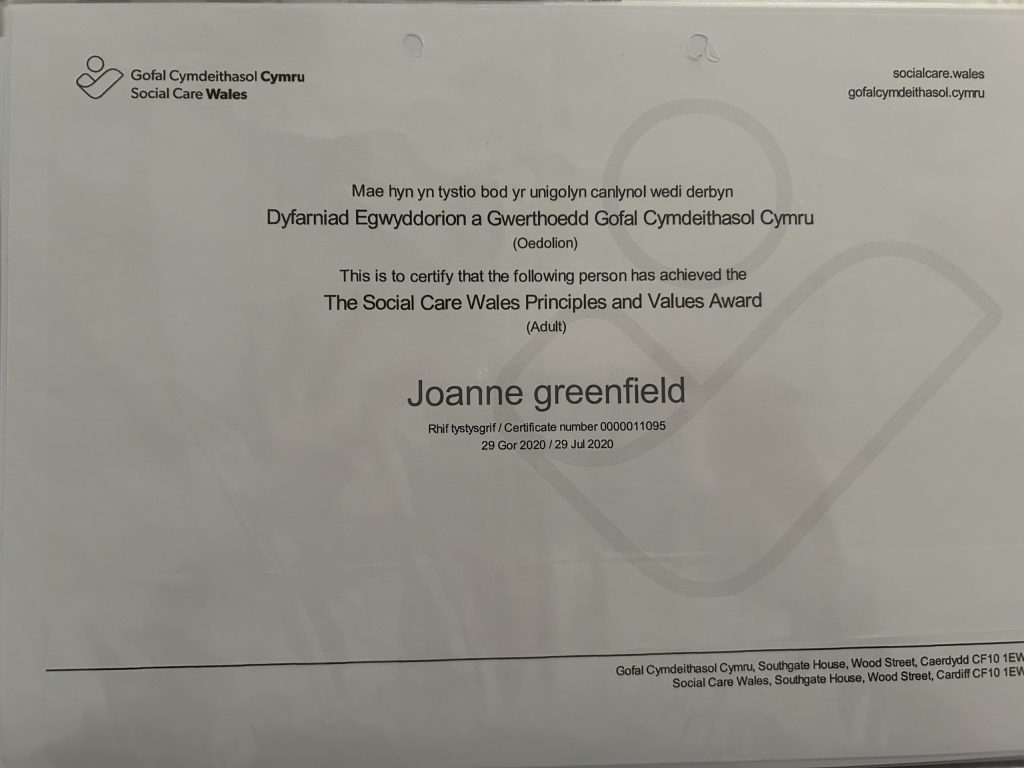 Gofal Cymdeithasol Cymru
Social Care Wales
socialcare.wales
gofalcymdeithasol.cymru
Mae hyn yn tystio bod yr unigolyn canlynol wedi derbyn
Dyfarniad Egwyddorion a Gwerthoedd Gofal Cymdeithasol Cymru
(Oedolion)
This is to certify that the following person has achieved the
The Social Care Wales Principles and Values Award
(Adult)
Joanne greenfield
Rhif tystysgrif / Certificate number 0000011095
29 Gor 2020 / 29 Jul 2020
Gofal Cymdeithasol Cymru, Southgate House, Wood Street, Caerdydd CF10 1EW
Social Care Wales, Southgate House, Wood Street, Cardiff CF10 1EW